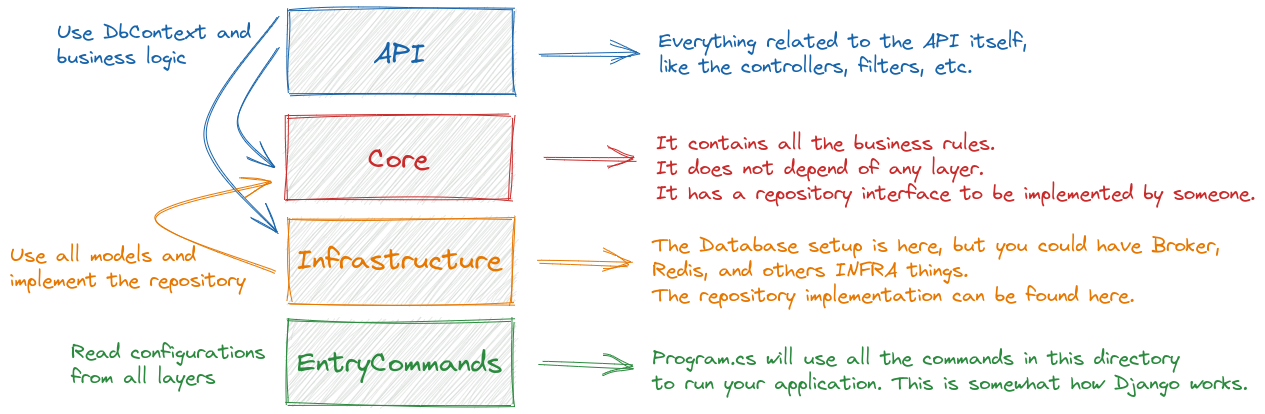 Use DbContext and
business logic
API
Everything related to the API itself,
like the controllers, filters, etc.
Core
It contains all the business rules.
It does not depend of any layer.
It has a repository interface to be implemented by someone.
Use all models and
implement the repository
Infrastructure
The Database setup is here, but you could have Broker,
Redis, and others INFRA things.
The repository implementation can be found here.
Read configurations
from all layers
EntryCommands
Program.cs will use all the commands in this directory
to run your application. This is somewhat how Django works.